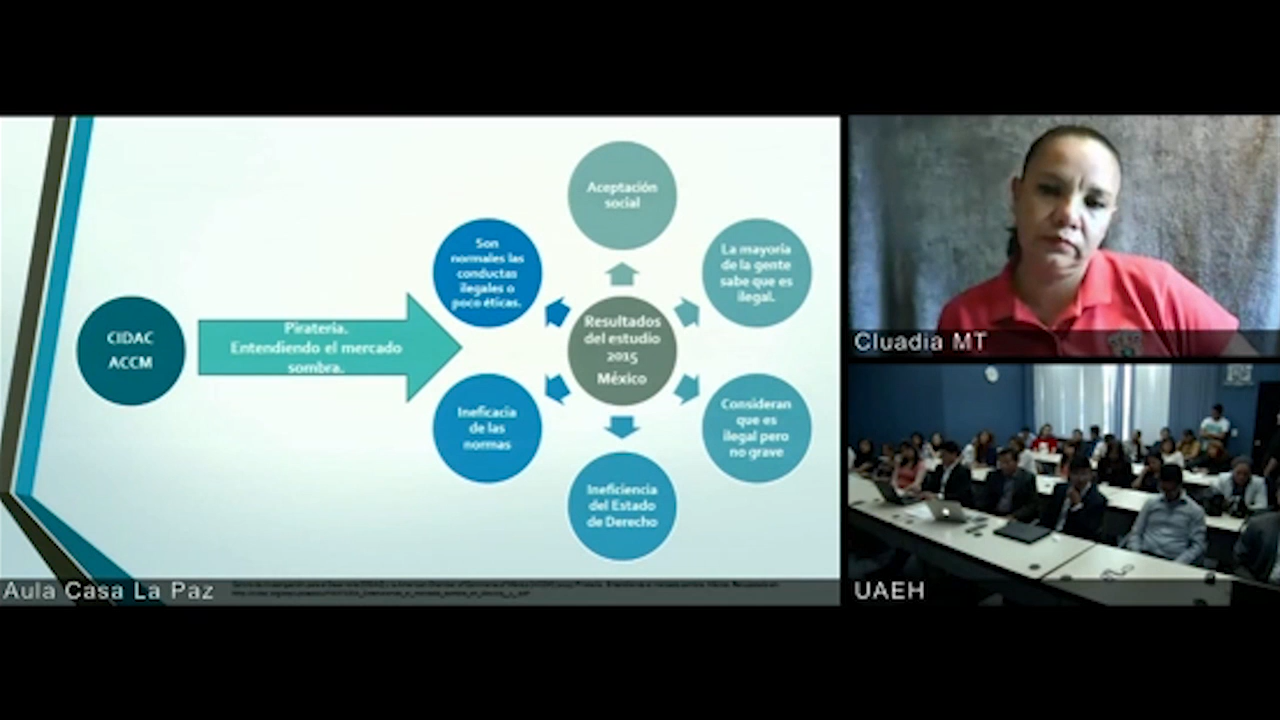 CIDAC
ACCM
Piratería.
Entendiendo el mercado
sombra.
Resultados
del estudio
2015
México
Aceptación
social
La mayoría
de la gente
sabe que es
ilegal.
Consideran
que es
ilegal pero
no grave
Ineficiencia
del Estado
de Derecho
Ineficacia
de las
normas
Son
normales las
conductas
ilegales o
poco éticas.
Aula Casa La Paz
Cluadia MT
UAEH